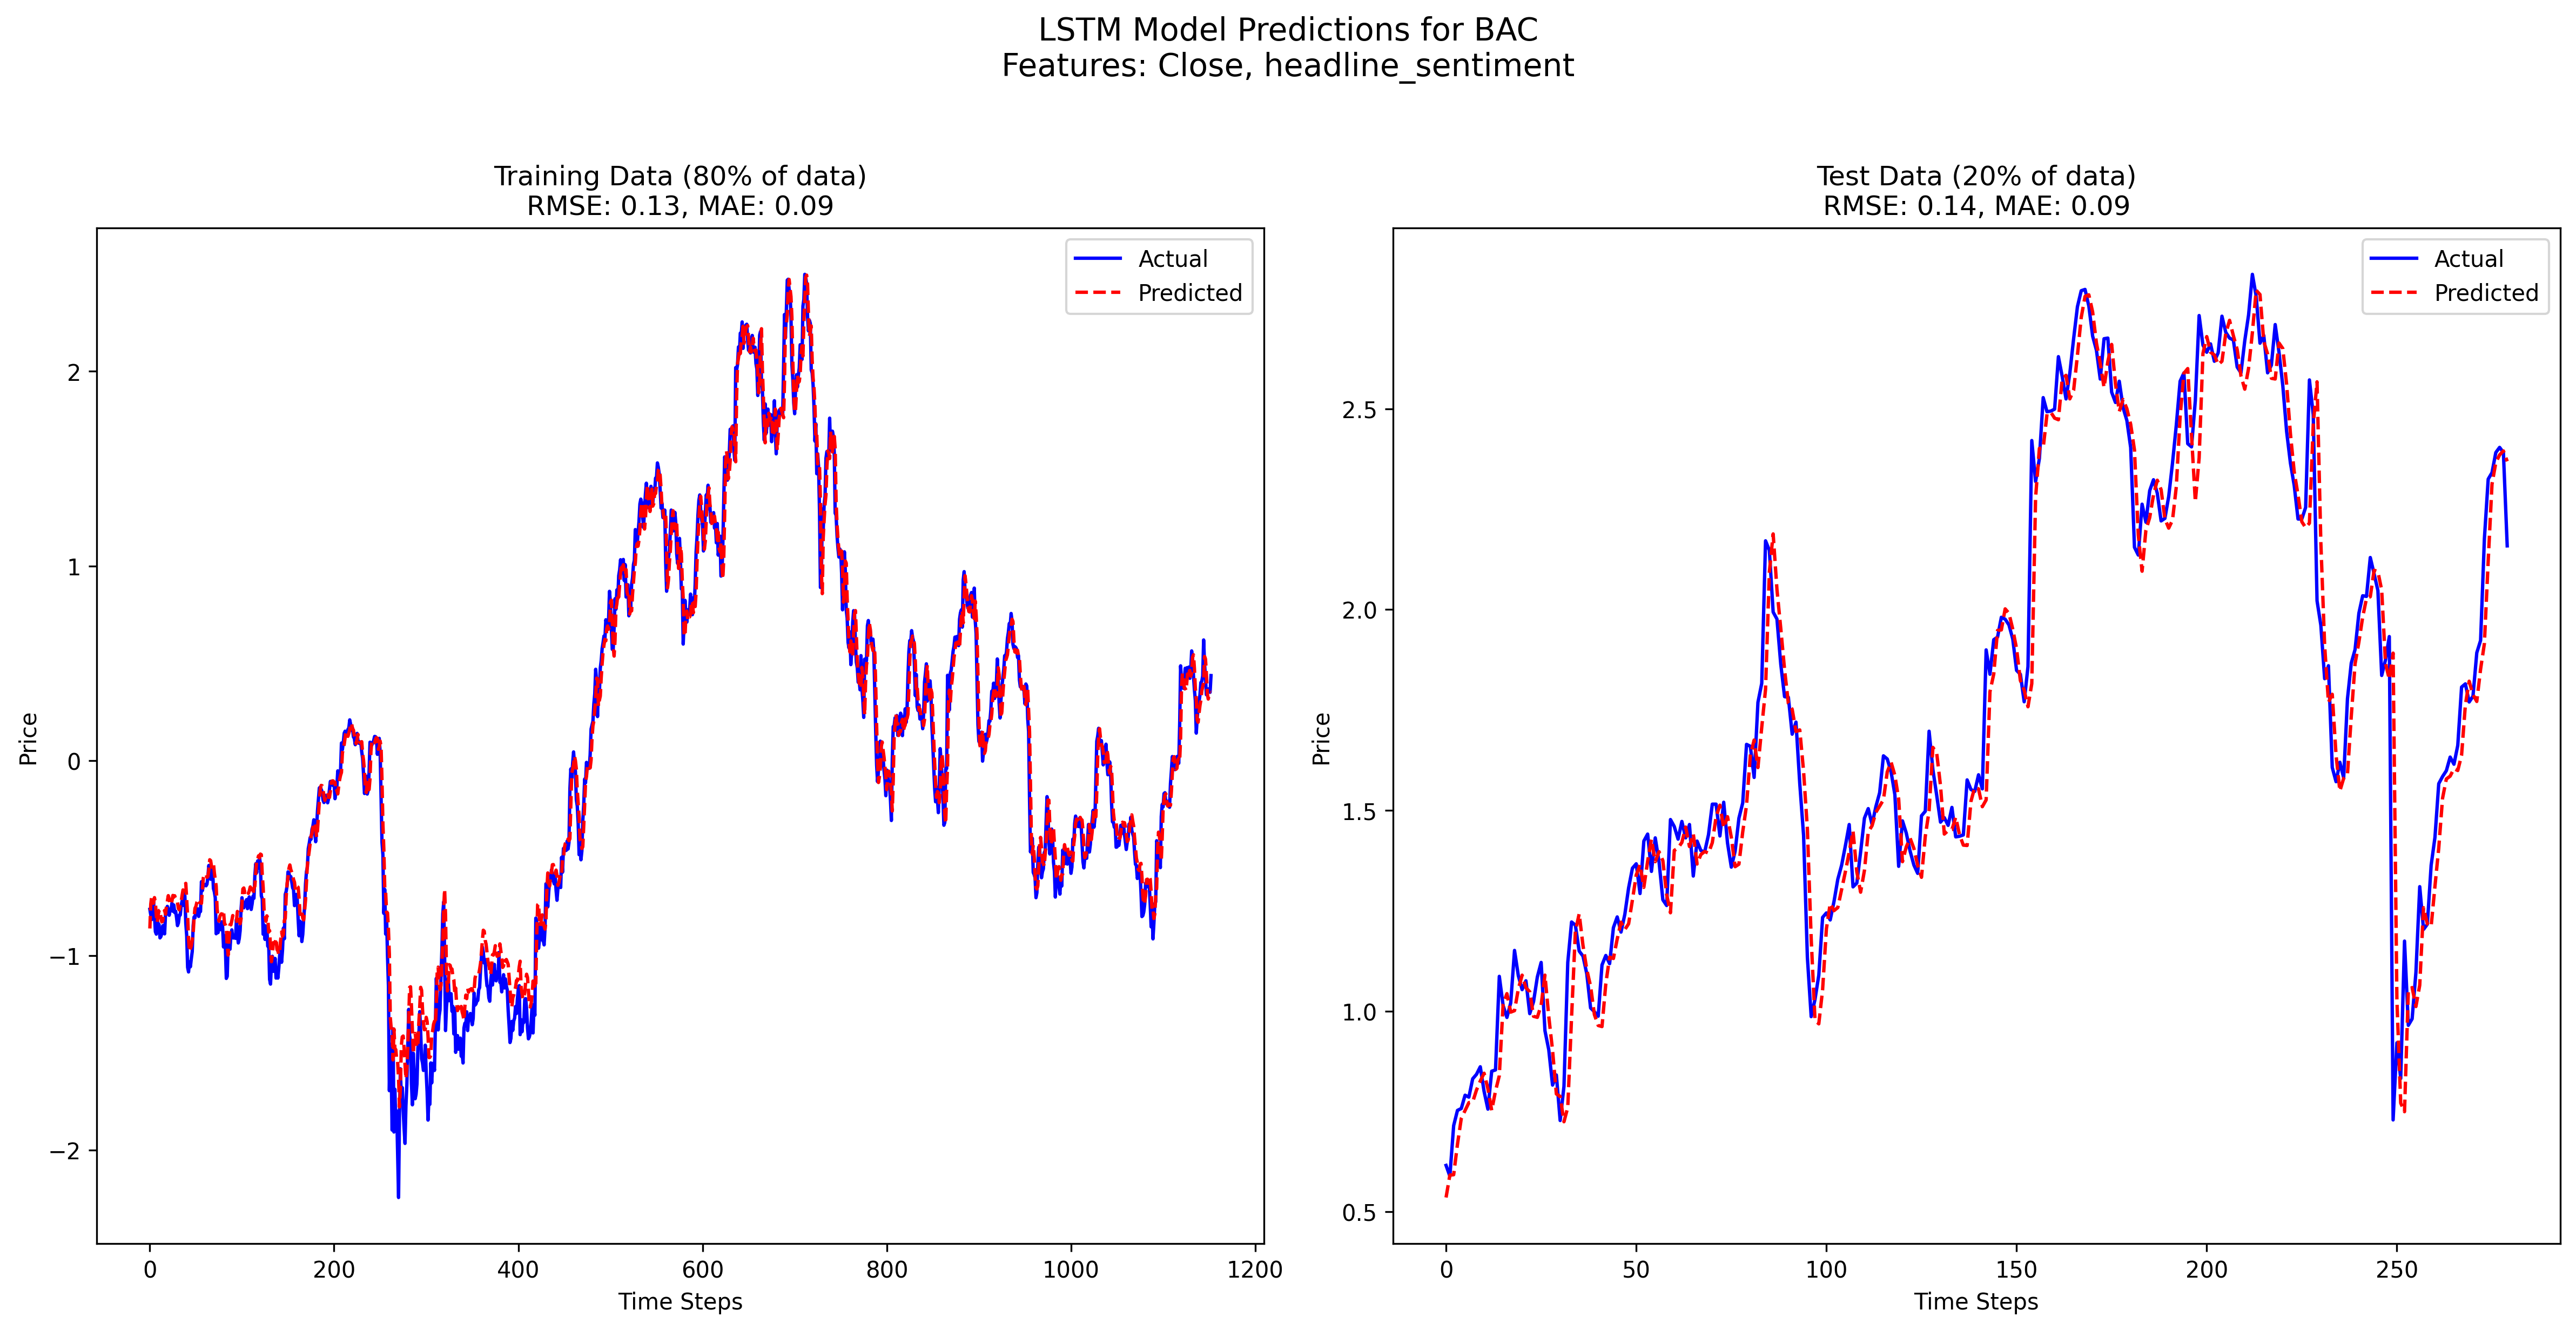 LSTM Model Predictions for BAC
Features: Close, headline_sentiment
Training Data (80% of data)
RMSE: 0.13, MAE: 0.09
Actual
Predicted
2
1
0
−1
−2
Price
0
200
400
600
800
1000
1200
Time Steps
Test Data (20% of data)
RMSE: 0.14, MAE: 0.09
Actual
Predicted
2.5
2.0
1.5
1.0
0.5
Price
0
50
100
150
200
250
Time Steps